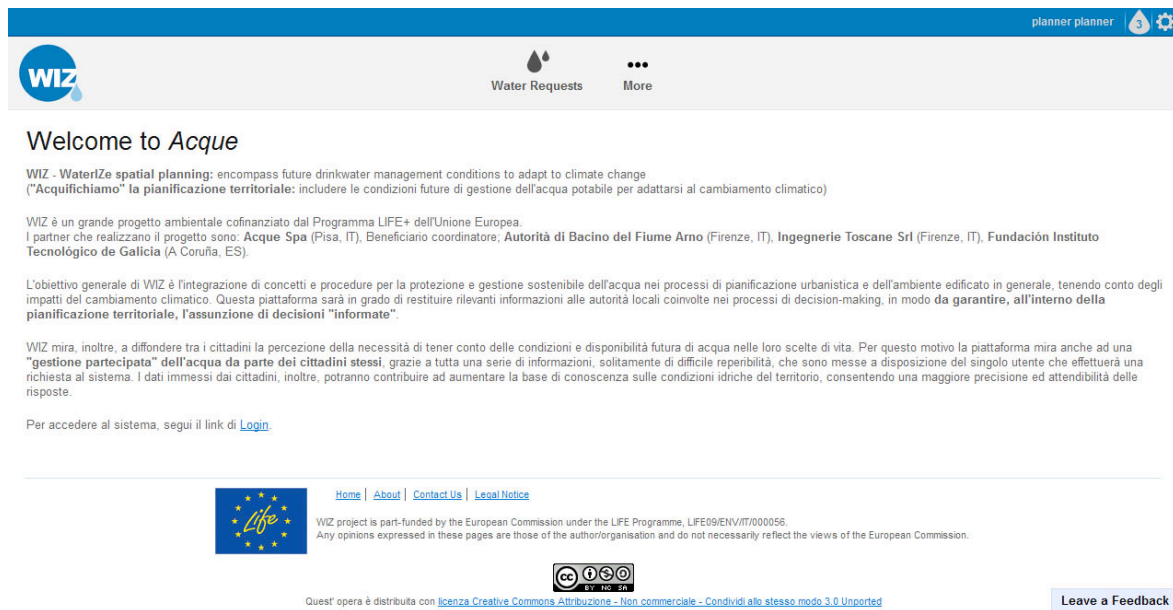 planner planner 3
WIZ
Water Requests More
Welcome to Acque
WIZ - WaterIZe spatial planning: encompass future drinkwater management conditions to adapt to climate change
("Acquifichiamo" la pianificazione territoriale: includere le condizioni future di gestione dell'acqua potabile per adattarsi al cambiamento climatico)
WIZ è un grande progetto ambientale cofinanziato dal Programma LIFE+ dell'Unione Europea.
I partner che realizzano il progetto sono: Acque Spa (Pisa, IT), Beneficiano coordinatore; Autorità di Bacino del Fiume Arno (Firenze, IT), Ingegnerie Toscane Srl (Firenze, IT), Fundación Instituto
Tecnológico de Galicia (A Coruña, ES).
L'obiettivo generale di WIZ è l'integrazione di concetti e procedure per la protezione e gestione sostenibile dell'acqua nei processi di pianificazione urbanistica e dell'ambiente edificato in generale, tenendo conto degli
impatti del cambiamento climatico. Questa piattaforma sarà in grado di restituire rilevanti informazioni alle autorità locali coinvolte nei processi di decision-making, in modo da garantire, all'interno della
pianificazione territoriale, l'assunzione di decisioni "informate".
WIZ mira, inoltre, a diffondere tra i cittadini la percezione della necessità di tener conto delle condizioni e disponibilità futura di acqua nelle loro scelte di vita. Per questo motivo la piattaforma mira anche ad una
"gestione partecipata" dell'acqua da parte dei cittadini stessi, grazie a tutta una serie di informazioni, solitamente di difficile reperibilità, che sono messe a disposizione del singolo utente che effettuerà una
richiesta al sistema. I dati immessi dai cittadini, inoltre, potranno contribuire ad aumentare la base di conoscenza sulle condizioni idriche del territorio, consentendo una maggiore precisione ed attendibilità delle
risposte.
Per accedere al sistema, segui il link di Login.
Home | About | Contact Us | Legal Notice
Life
WIZ project is part-funded by the European Commission under the LIFE Programme, LIFE09/ENV/IT/000056.
Any opinions expressed in these pages are those of the author/organisation and do not necessarily reflect the views of the European Commission.
cc BY NC SA
Quest' opera è distribuita con licenza Creative Commons Attribuzione - Non commerciale - Condividi allo stesso modo 3.0 Unported
Leave a Feedback